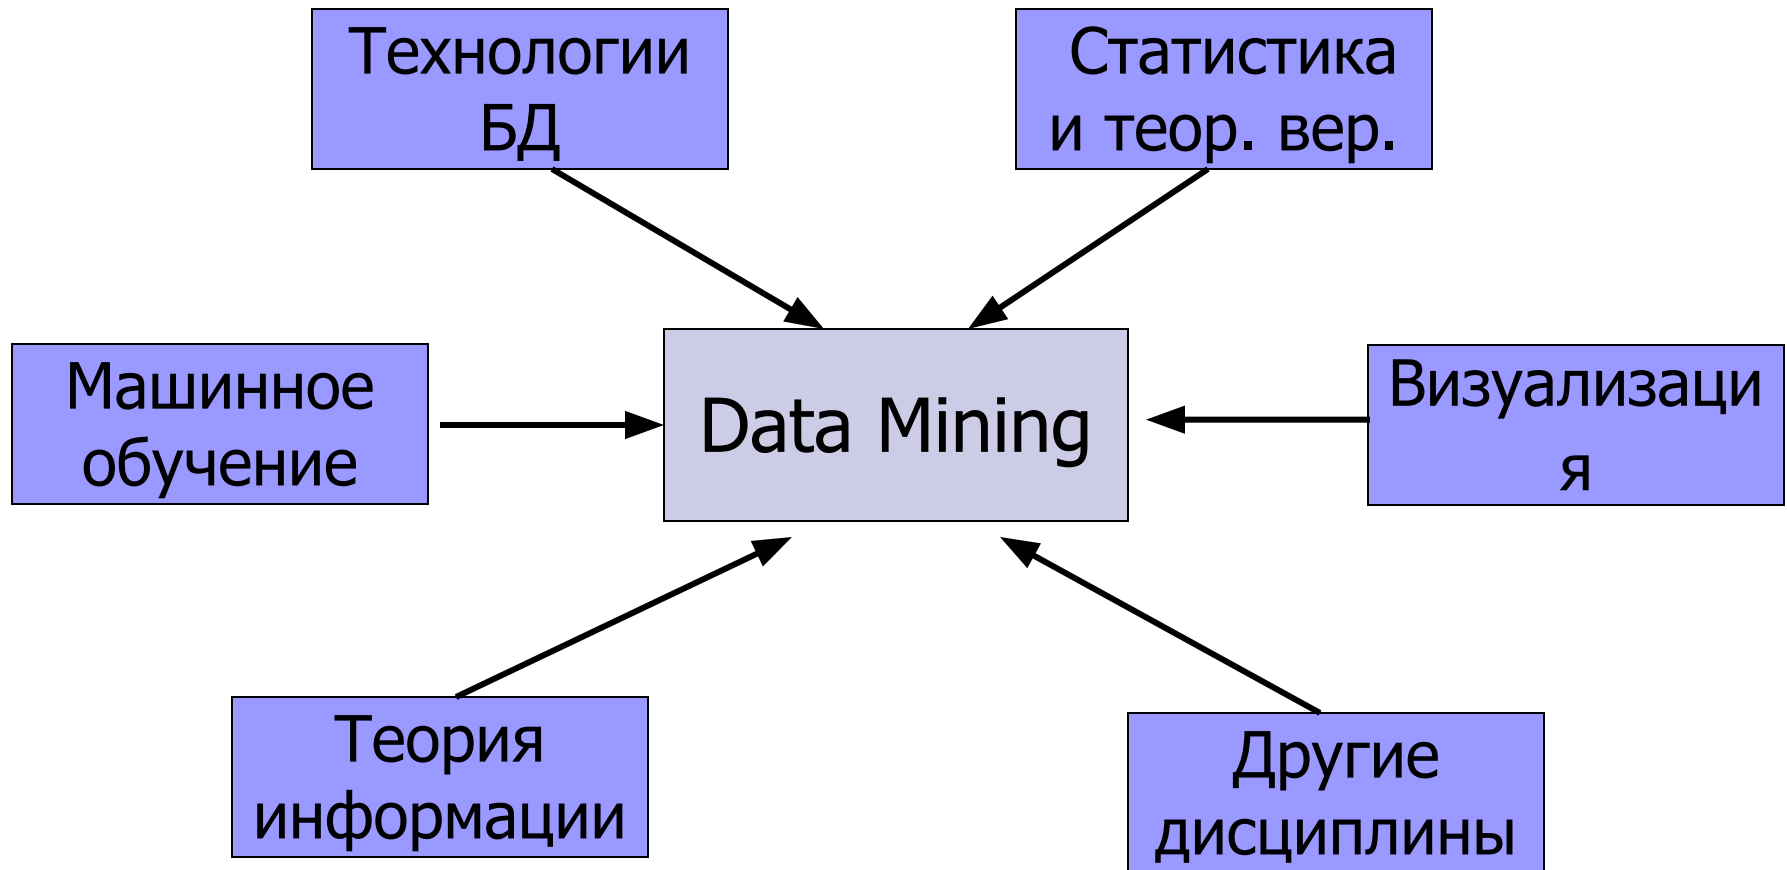 Технологии
БД
Статистика
и теор. вер.
Машинное
обучение
Data Mining
Визуализаци
я
Теория
информации
Другие
дисциплины